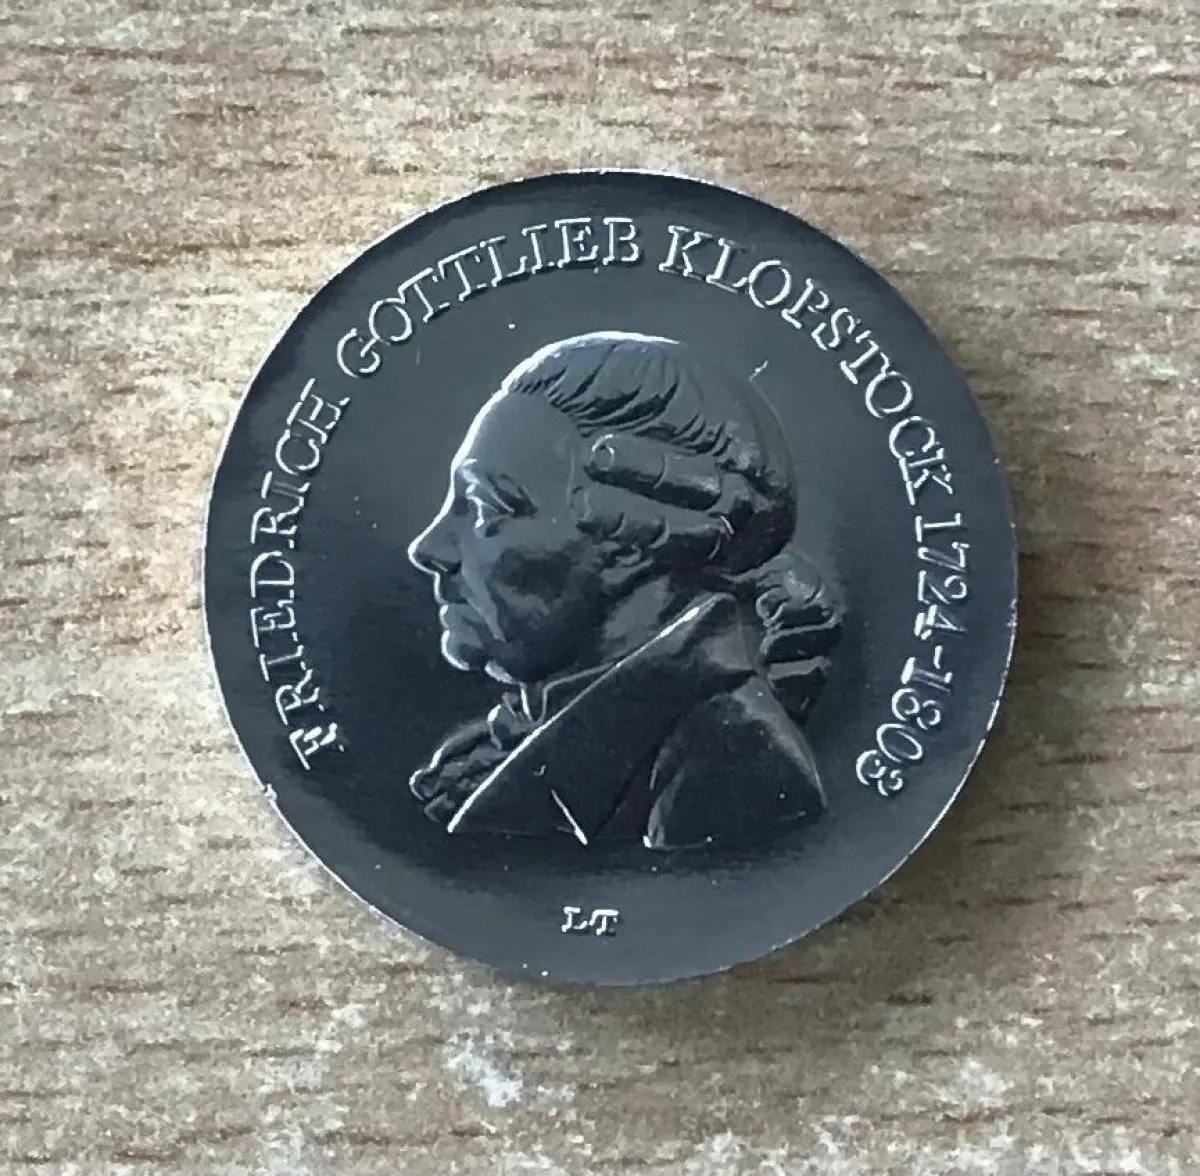 FRIEDRICH GOTTLIEB KLOPSTOCK 1724-1803
LT